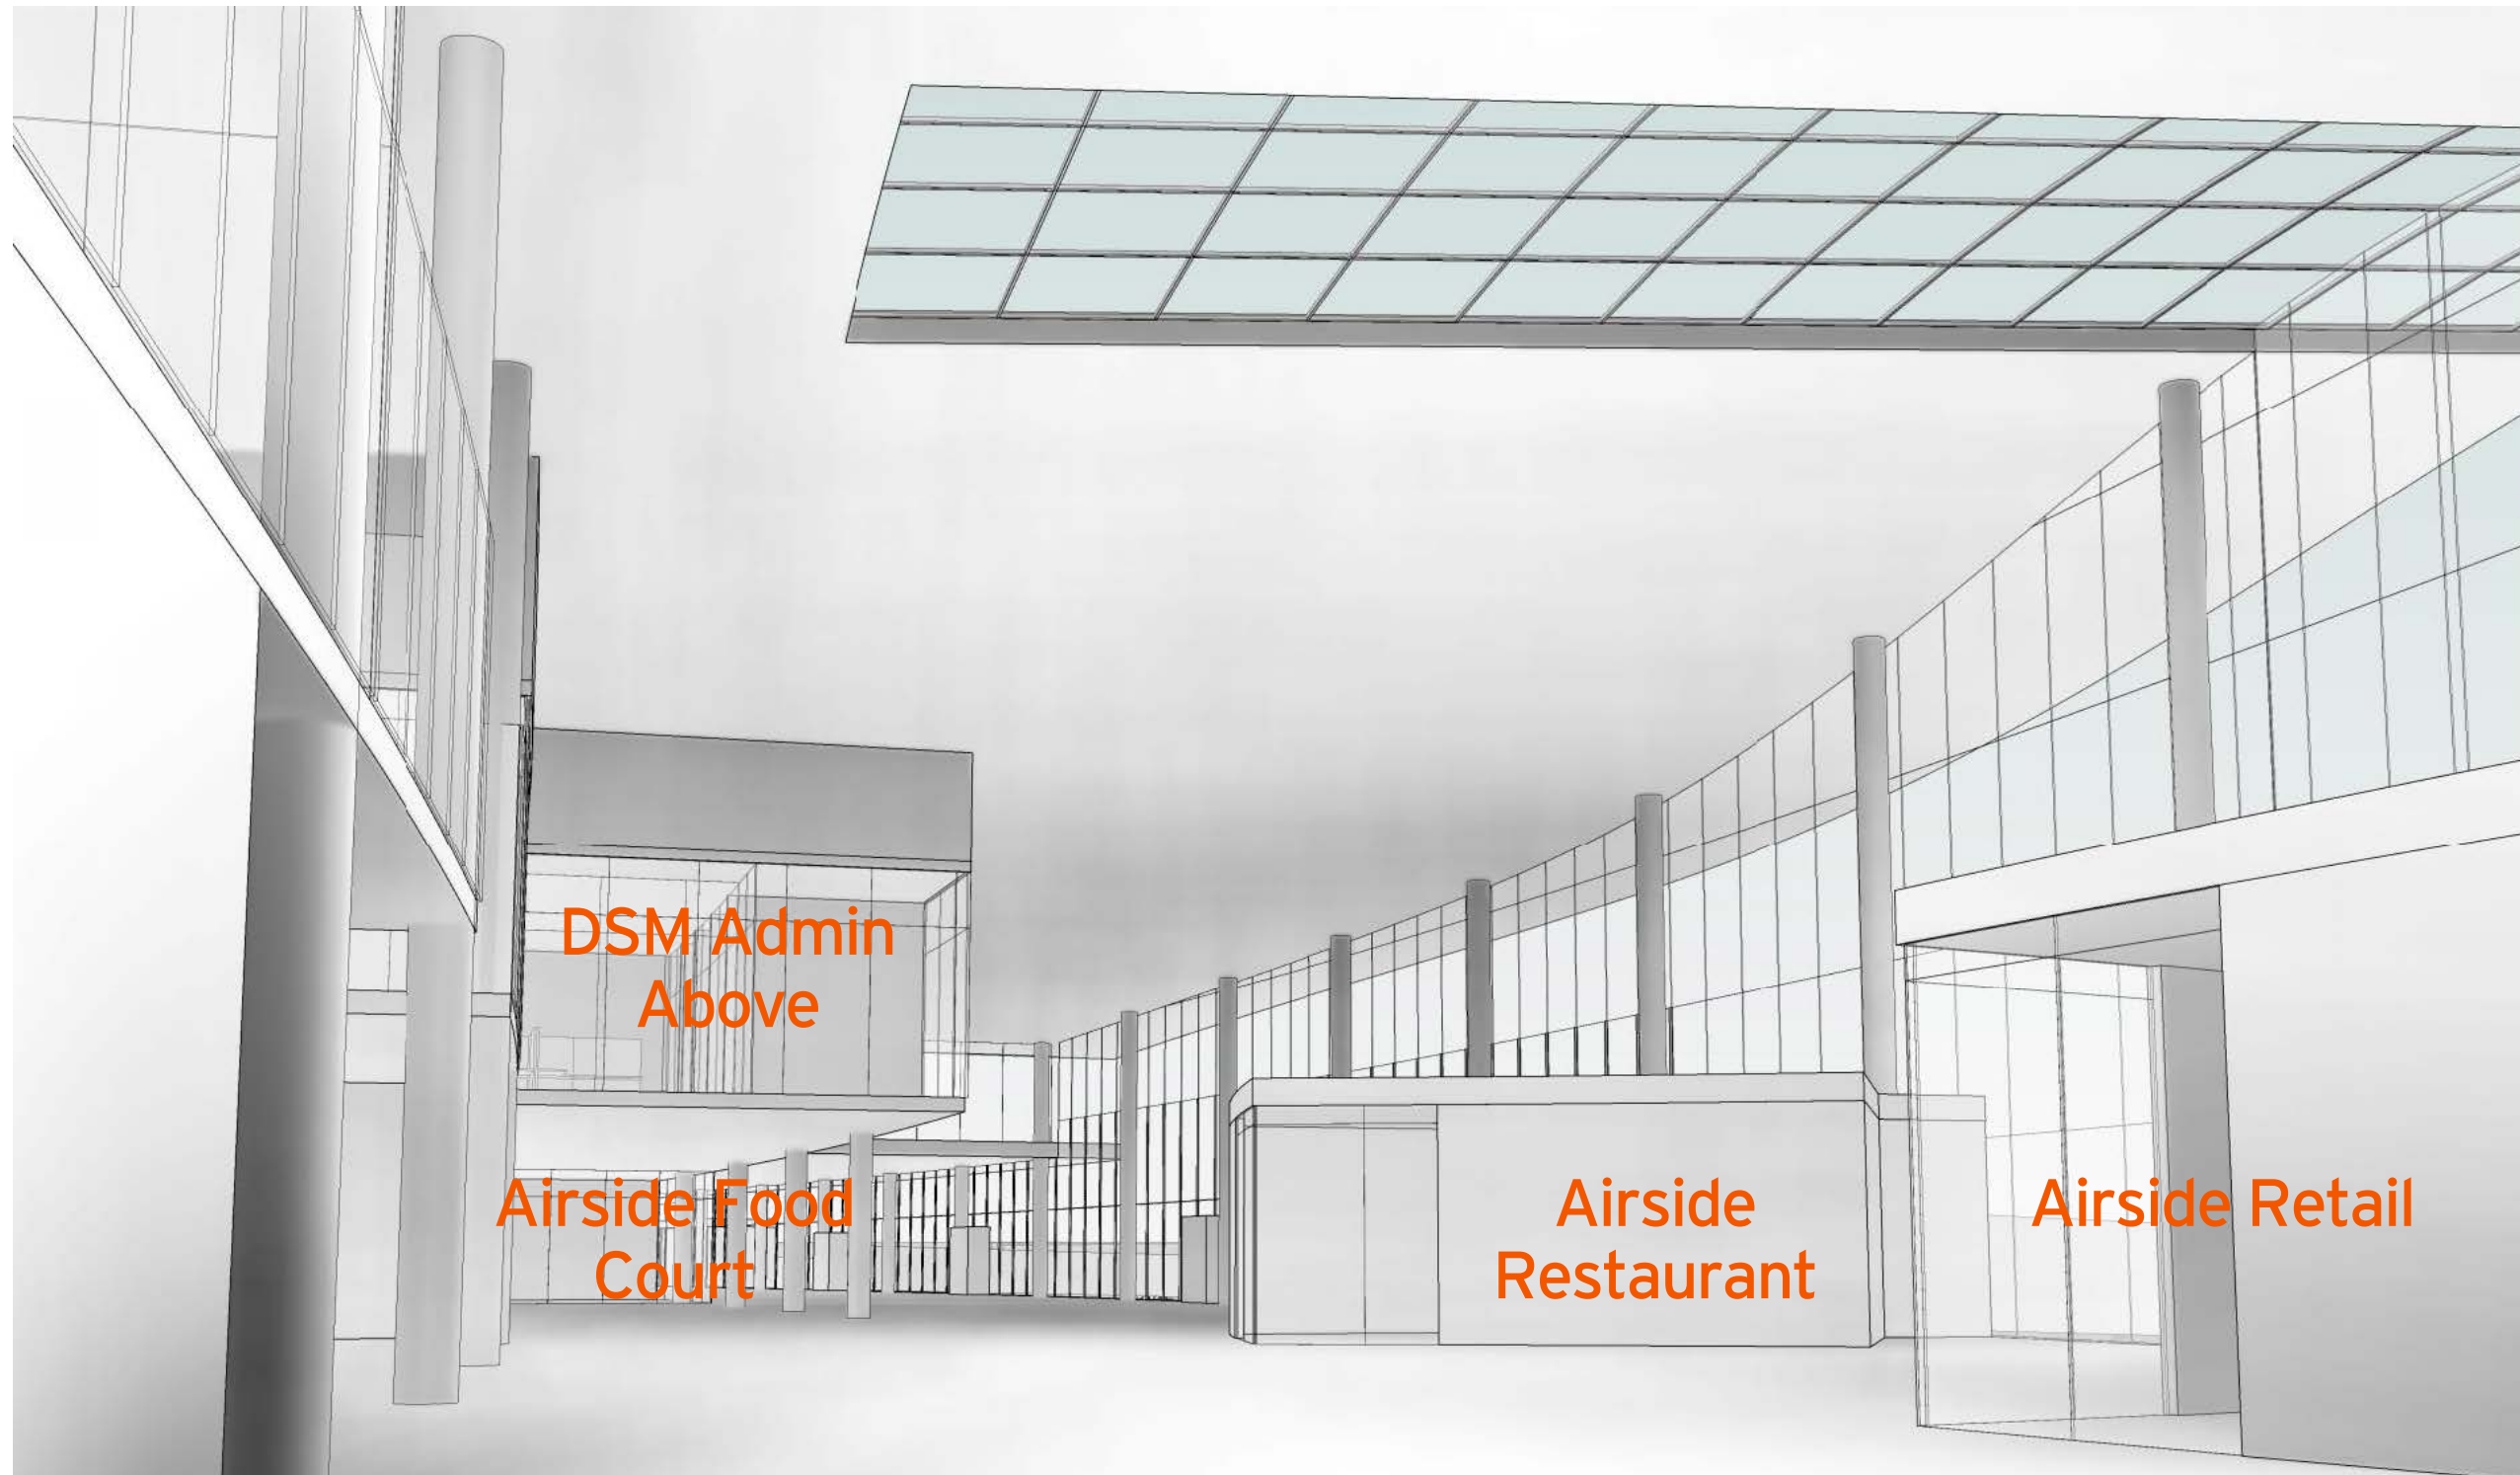 DSM Admin
Above
Airside Food
Court
Airside
Restaurant
Airside Retail